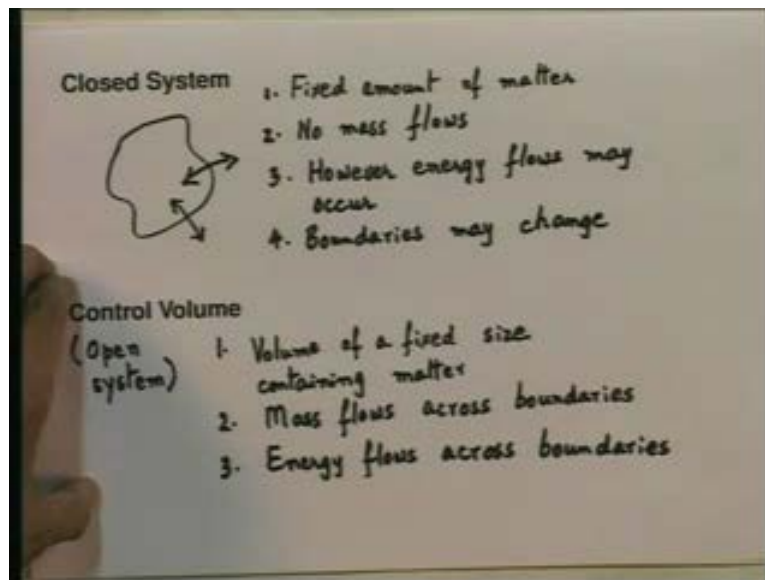 Closed System
1. Fixed amount of matter
2. No mass flows
3. However energy flows may
occur
4. Boundaries may change
Control Volume
(Open
system)
1. Volume of a fixed size
containing matter
2. Mass flows across boundaries
3. Energy flows across boundaries